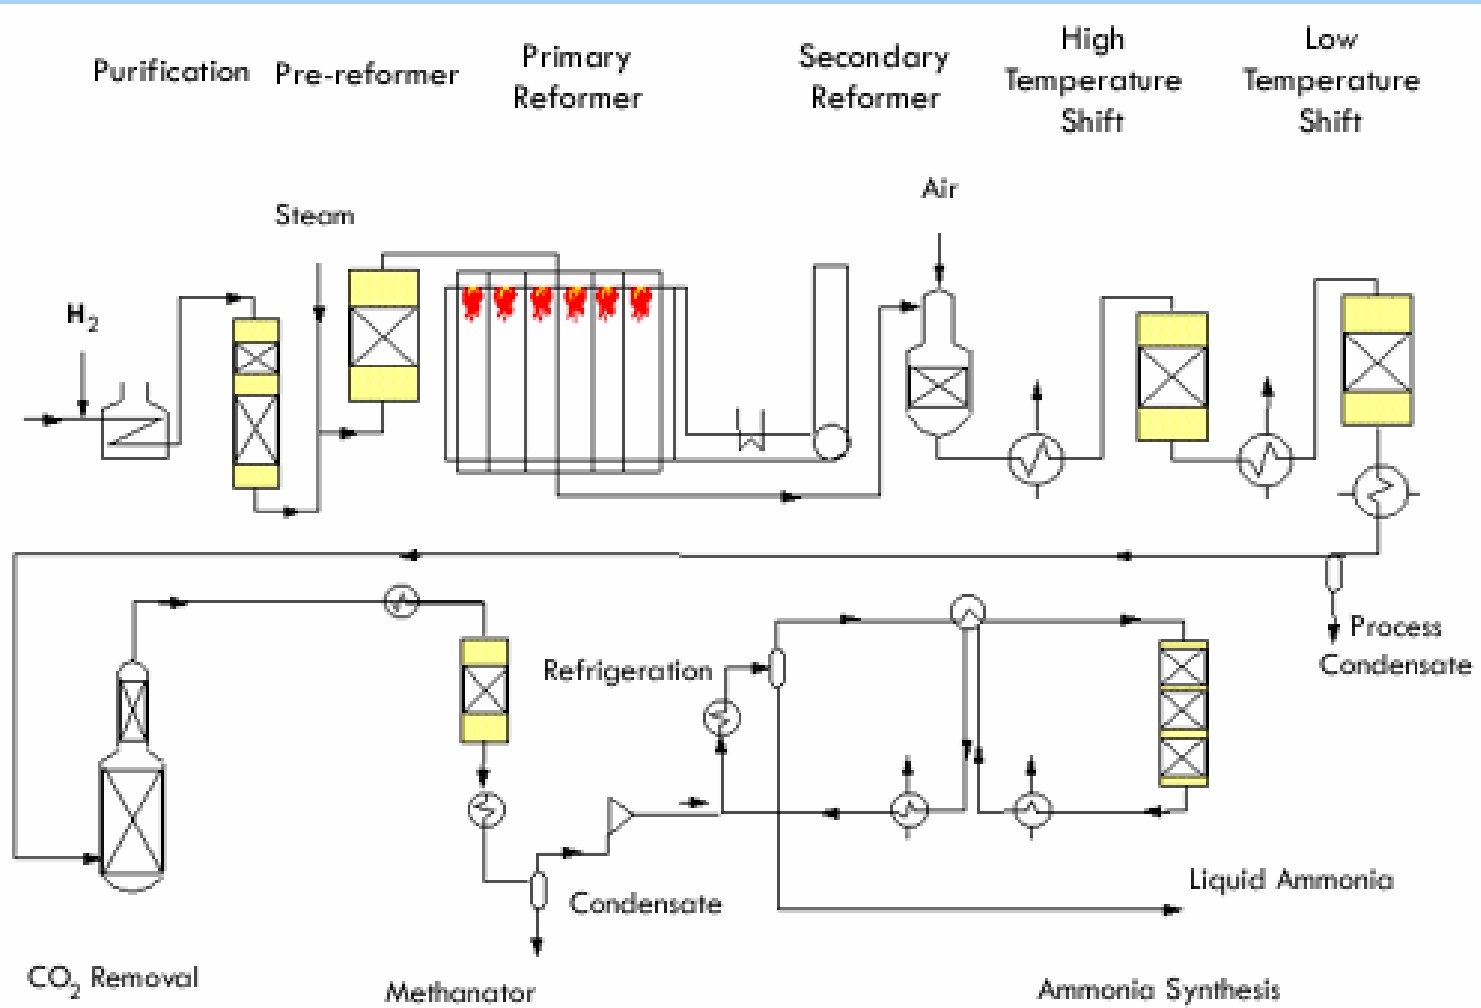 Purification
Pre-reformer
Primary
Reformer
Secondary
Reformer
High
Temperature
Shift
Low
Temperature
Shift
Air
Steam
H2
Process
Condensate
Refrigeration
Liquid Ammonia
Condensate
CO2 Removal
Methanator
Ammonia Synthesis